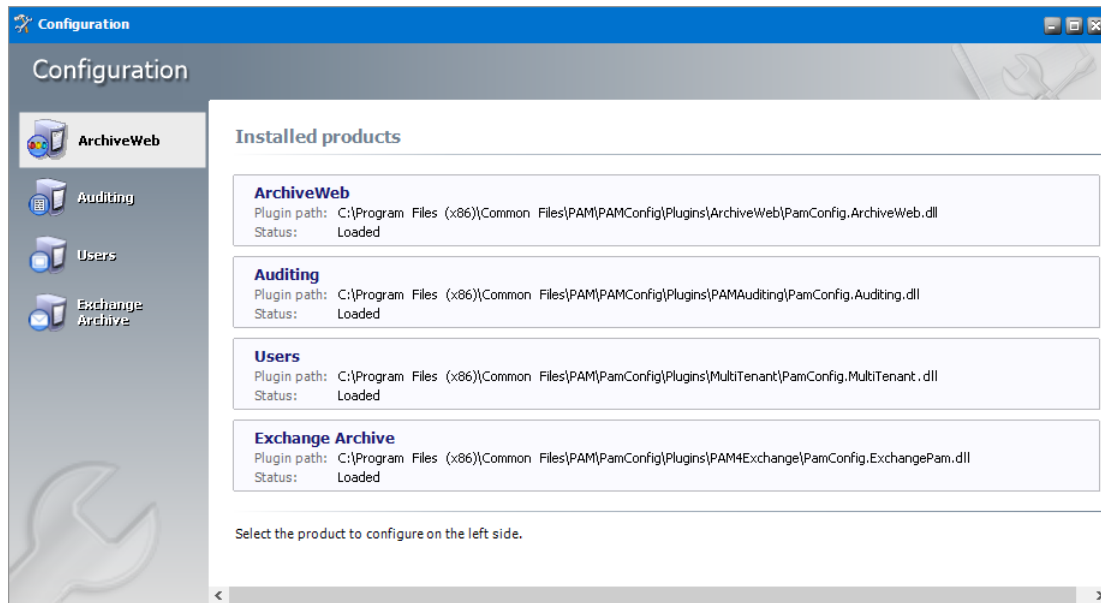 Configuration
Configuration
ArchiveWeb
Auditing
Users
Exchange
Archive
Installed products
ArchiveWeb
Plugin path: C:\Program Files (x86)\Common Files\PAM\PAMConfig\Plugins\ArchiveWeb\PamConfig.ArchiveWeb.dll
Status: Loaded
Auditing
Plugin path: C:\Program Files (x86)\Common Files\PAM\PAMConfig\Plugins\PAMAuditing\PamConfig.Auditing.dll
Status: Loaded
Users
Plugin path: C:\Program Files (x86)\Common Files\PAM\PamConfig\Plugins\MultiTenant\PamConfig.MultiTenant.dll
Status: Loaded
Exchange Archive
Plugin path: C:\Program Files (x86)\Common Files\PAM\PamConfig\Plugins\PAM4Exchange\PamConfig.ExchangePam.dll
Status: Loaded
Select the product to configure on the left side.